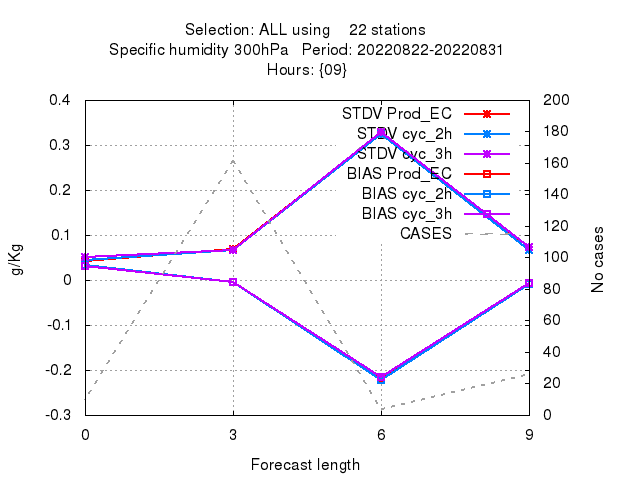 Selection: ALL using    22 stations
Specific humidity 300hPa   Period: 20220822-20220831
Hours: {09}
0.4
0.3
0.2
0.1
0
-0.1
-0.2
-0.3
g/Kg
200
180
160
140
120
100
80
60
40
20
0
No cases
STDV Prod_EC
STDV cyc_2h
STDV cyc_3h
BIAS Prod_EC
BIAS cyc_2h
BIAS cyc_3h
CASES
0 3 6 9
Forecast length